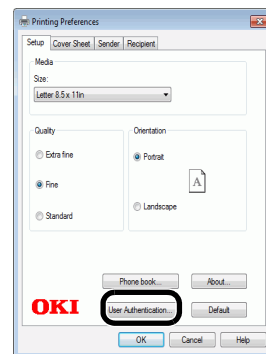 Printing Preferences
Setup Cover Sheet Sender Recipient
Media
Size:
Letter 8.5 x 11in
Quality
Orientation
Extra fine
Portrait
Fine
A
Landscape
Standard
Phone book...
About...
OKI
User Authentication...
Default
OK
Cancel
Help